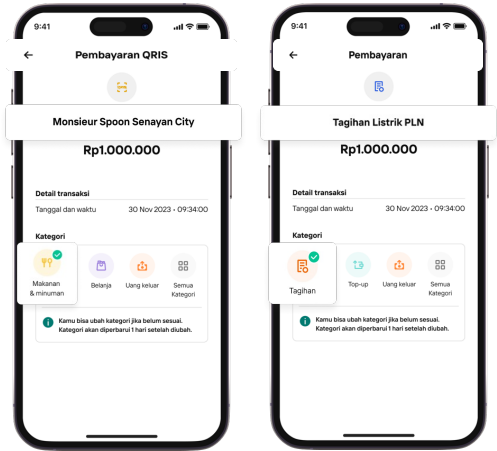 9:41
Pembayaran QRIS
Monsieur Spoon Senayan City
Rp1.000.000
Detail transaksi
Tanggal dan waktu 30 Nov 2023 • 09:34:00
Kategori
Makanan
& minuman
Belanja
Uang keluar
Semua
Kategori
Kamu bisa ubah kategori jika belum sesuai.
Kategori akan diperbarui 1 hari setelah diubah.
9:41
Pembayaran
Tagihan Listrik PLN
Rp1.000.000
Detail transaksi
Tanggal dan waktu 30 Nov 2023 • 09:34:00
Kategori
Tagihan
Top-up
Uang keluar
Semua
Kategori
Kamu bisa ubah kategori jika belum sesuai.
Kategori akan diperbarui 1 hari setelah diubah.